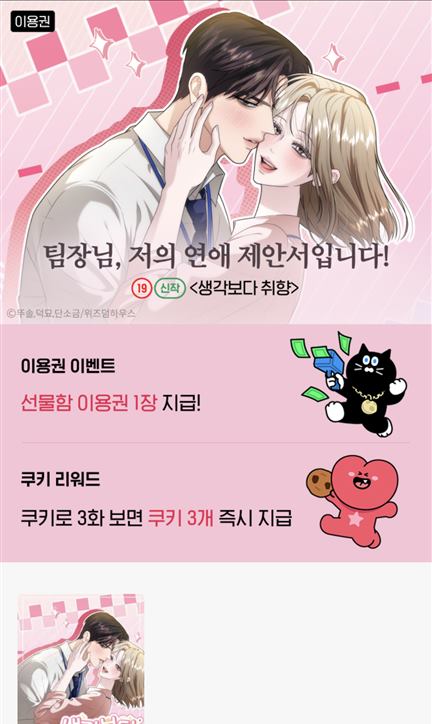 이용권
팀장님, 저의 연애 제안서입니다!
19 신작 <생각보다 취향>
©뚜솔,덕묘,단소금/위즈덤하우스
이용권 이벤트
선물함 이용권 1장 지급!
쿠키 리워드
쿠키로 3화 보면 쿠키 3개 즉시 지급